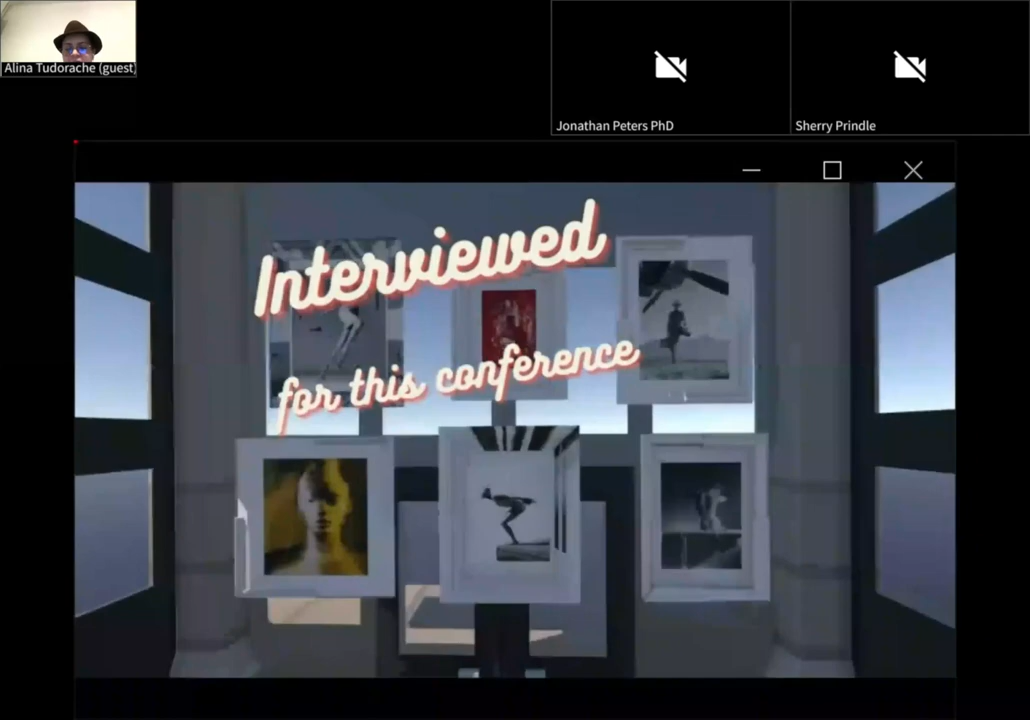 Alina Tudorache (guest)
Jonathan Peters PhD
Sherry Prindle
Interviewed
for this conference